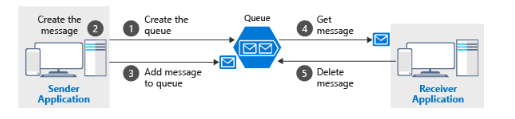 Create the
message
2
1
Create the
queue
Queue
4
Get
message
3
Add message
to queue
5
Delete
message
Sender
Application
Receiver
Application